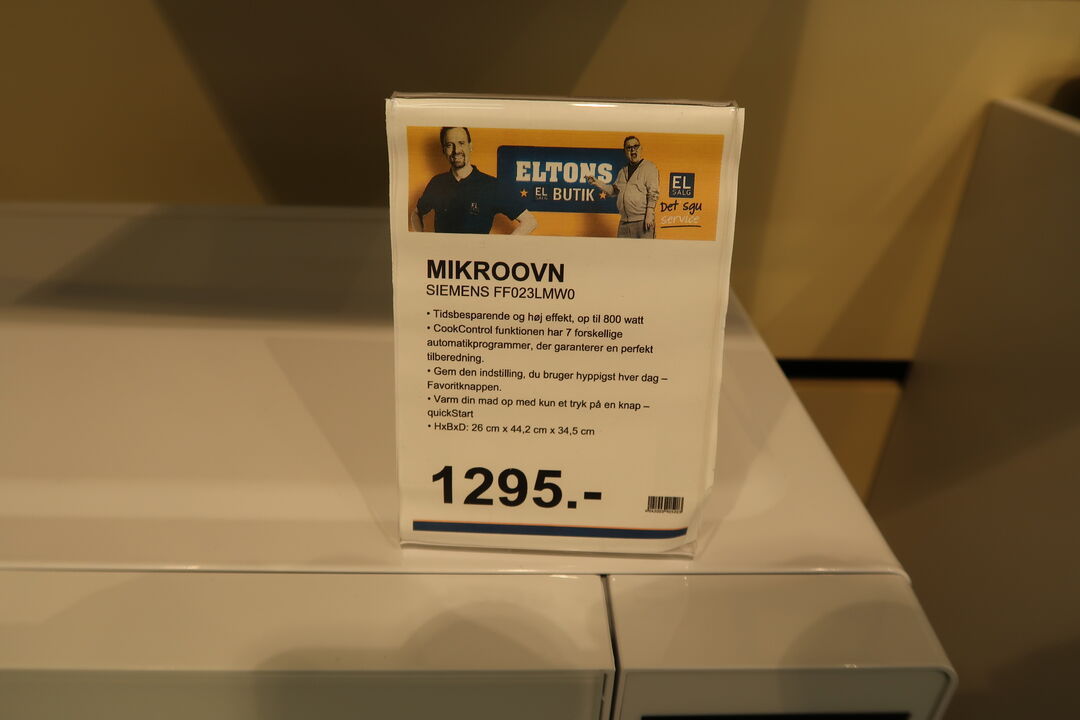 ELTONS
EL SALG BUTIK
EL
SALG
Det sgu
service
MIKROOVN
SIEMENS FF023LMW0
• Tidsbesparende og høj effekt, op til 800 watt
• CookControl funktionen har 7 forskellige
automatikprogrammer, der garanterer en perfekt
tilberedning.
• Gem den indstilling, du bruger hyppigst hver dag –
Favoritknappen.
• Varm din mad op med kun et tryk på en knap –
quickStart
• HxBxD: 26 cm x 44,2 cm x 34,5 cm
1295.-